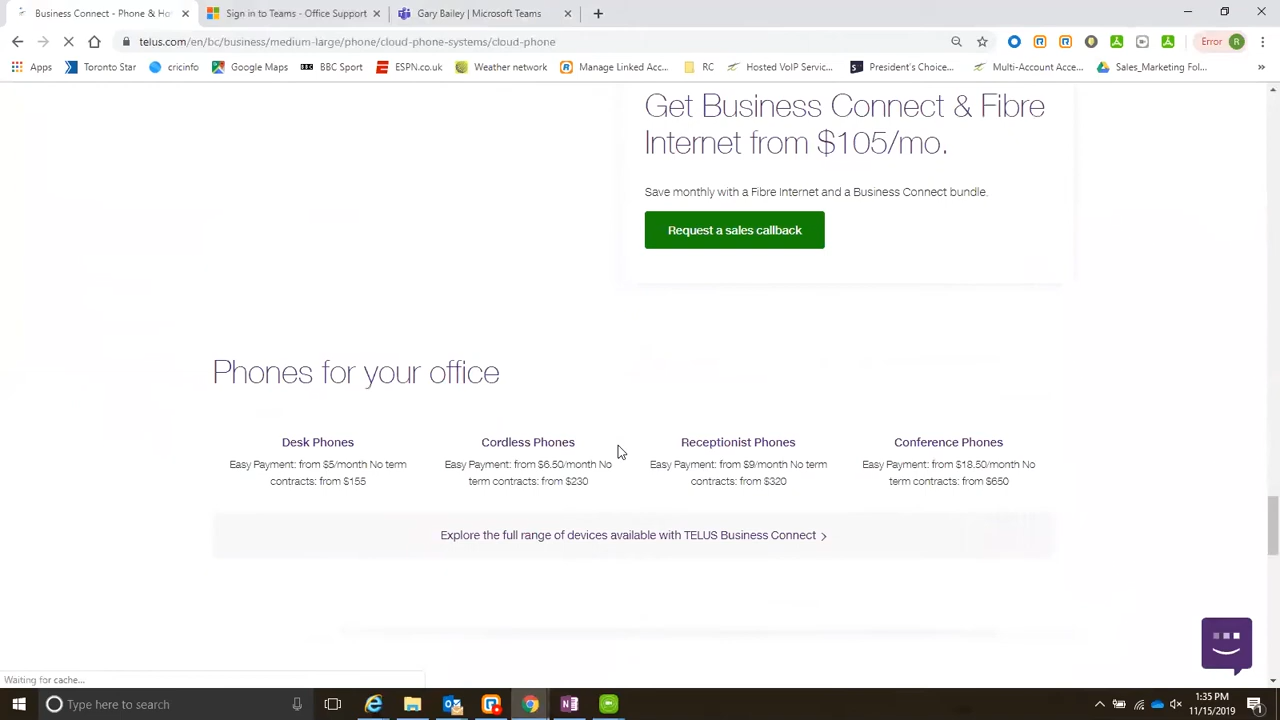 Business Connect - Phone & Ho
Sign in to Teams - Office Support
Gary Bailey | Microsoft Teams
telus.com/en/bc/business/medium-large/phone/cloud-phone-systems/cloud-phone
Error R
Apps
Toronto Star
cricinfo
Google Maps
BBC Sport
ESPN.co.uk
Weather network
Manage Linked Acc...
RC
Hosted VoIP Servic...
President's Choice...
Multi-Account Acce...
Sales_Marketing Fol...
Get Business Connect & Fibre
Internet from $105/mo.
Save monthly with a Fibre Internet and a Business Connect bundle.
Request a sales callback
Phones for your office
Desk Phones
Easy Payment: from $5/month No term
contracts: from $155
Cordless Phones
Easy Payment: from $6.50/month No
term contracts: from $230
Receptionist Phones
Easy Payment: from $9/month No term
contracts: from $320
Conference Phones
Easy Payment: from $18.50/month No
term contracts: from $650
Explore the full range of devices available with TELUS Business Connect >
Waiting for cache...
Type here to search
1:35 PM
11/15/2019